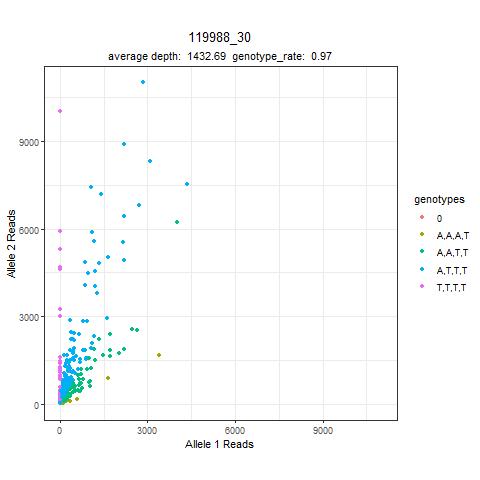 119988_30
average depth:  1432.69  genotype_rate:  0.97
Allele 2 Reads
9000
6000
3000
0
0
3000
6000
9000
Allele 1 Reads
genotypes
0
A,A,A,T
A,A,T,T
A,T,T,T
T,T,T,T